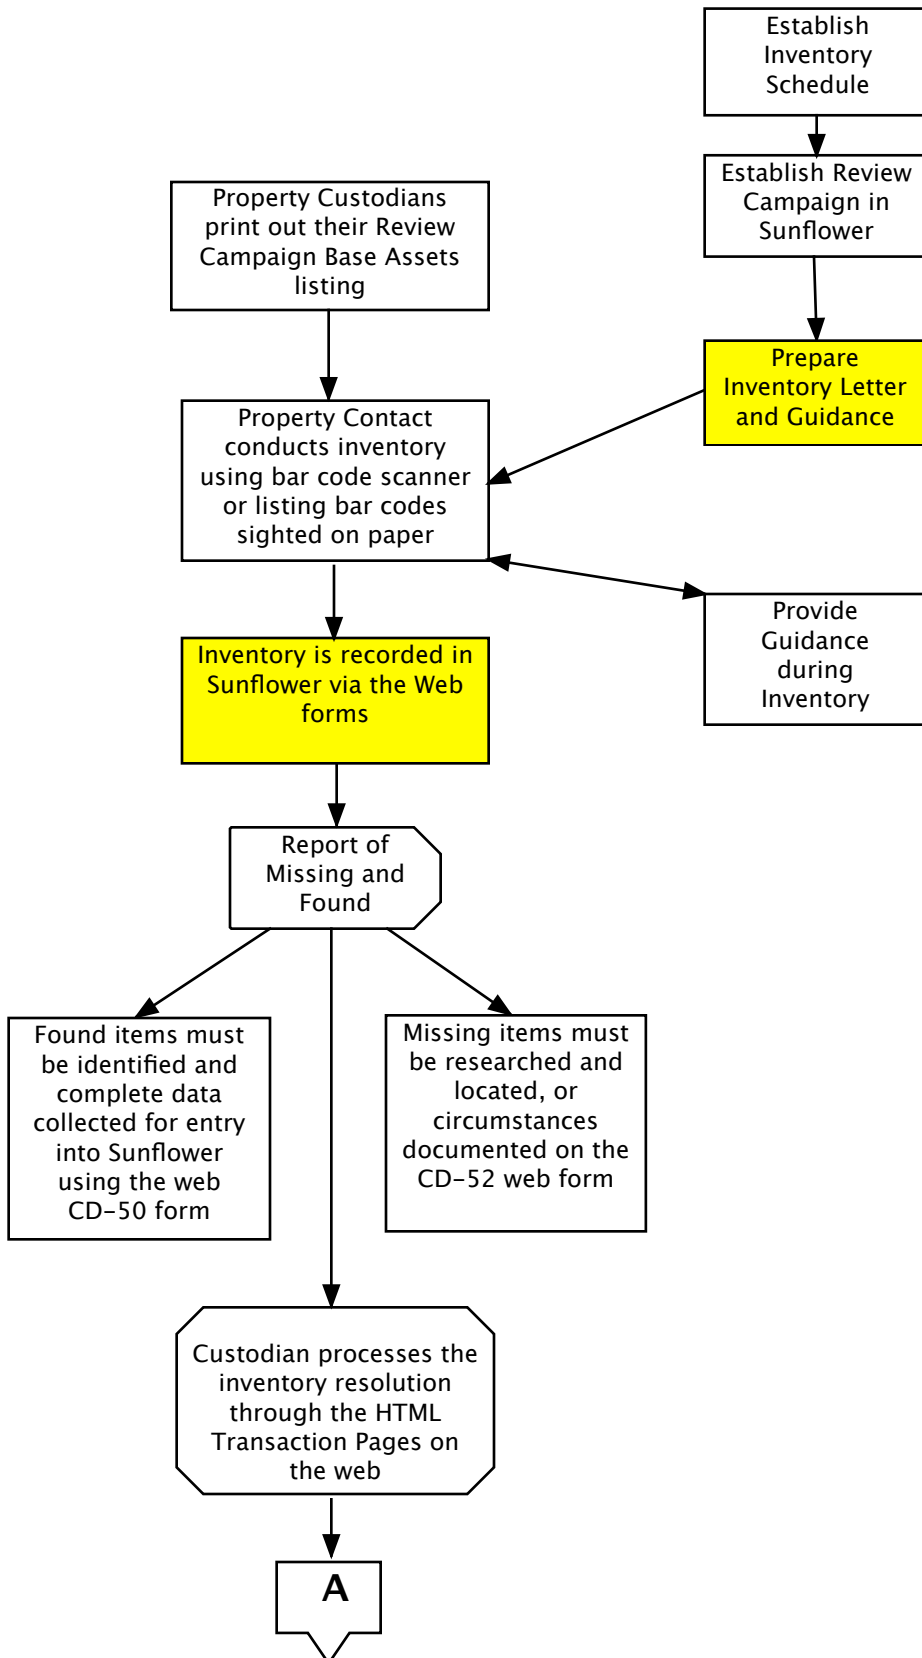 Establish
Inventory
Schedule
Establish Review
Campaign in
Sunflower
Property Custodians
print out their Review
Campaign Base Assets
listing
Prepare
Inventory Letter
and Guidance
Property Contact
conducts inventory
using bar code scanner
or listing bar codes
sighted on paper
Provide
Guidance
during
Inventory
Inventory is recorded in
Sunflower via the Web
forms
Report of
Missing and
Found
Found items must
be identified and
complete data
collected for entry
into Sunflower
using the web
CD-50 form
Missing items must
be researched and
located, or
circumstances
documented on the
CD-52 web form
Custodian processes the
inventory resolution
through the HTML
Transaction Pages on
the web
A